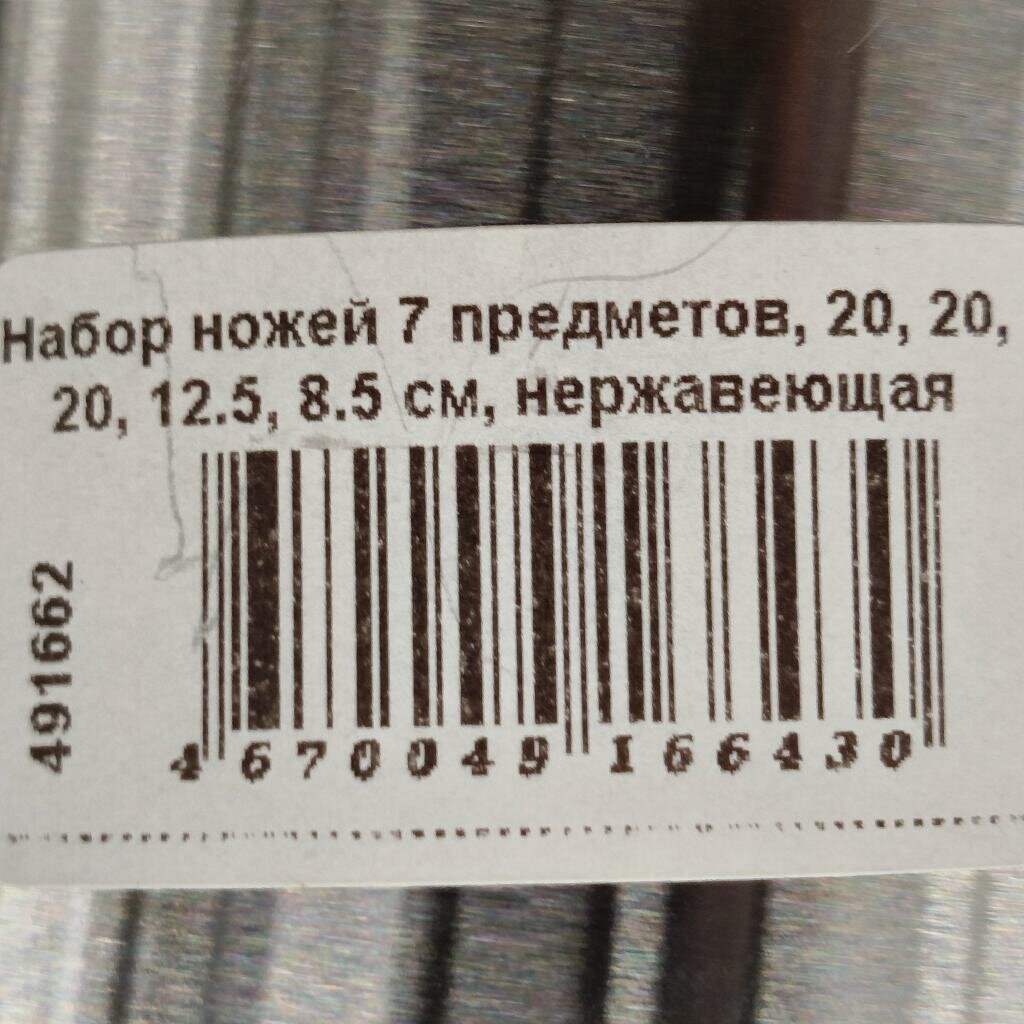 Набор ножей 7 предметов, 20, 20,
20, 12.5, 8.5 см, нержавеющая
491662
4 670049 166430